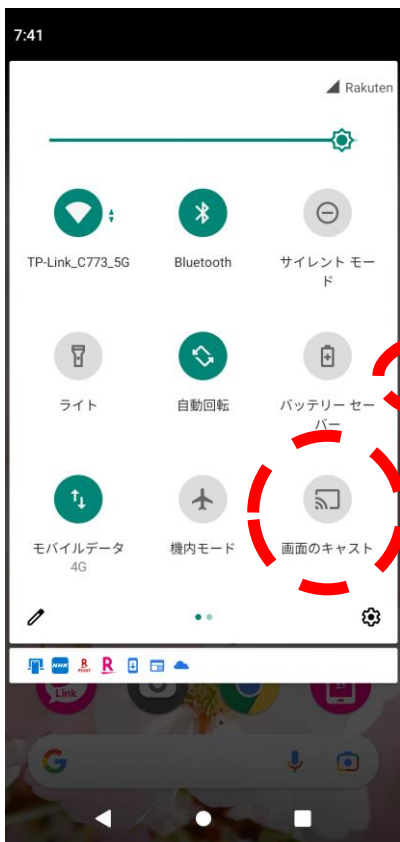 7:41
Rakuten
TP-Link_C773_5G
Bluetooth
サイレント モー
ド
ライト
自動回転
バッテリー セー
バー
モバイルデータ
4G
機内モード
画面のキャスト
NHK
R
POINT
R
Link
G